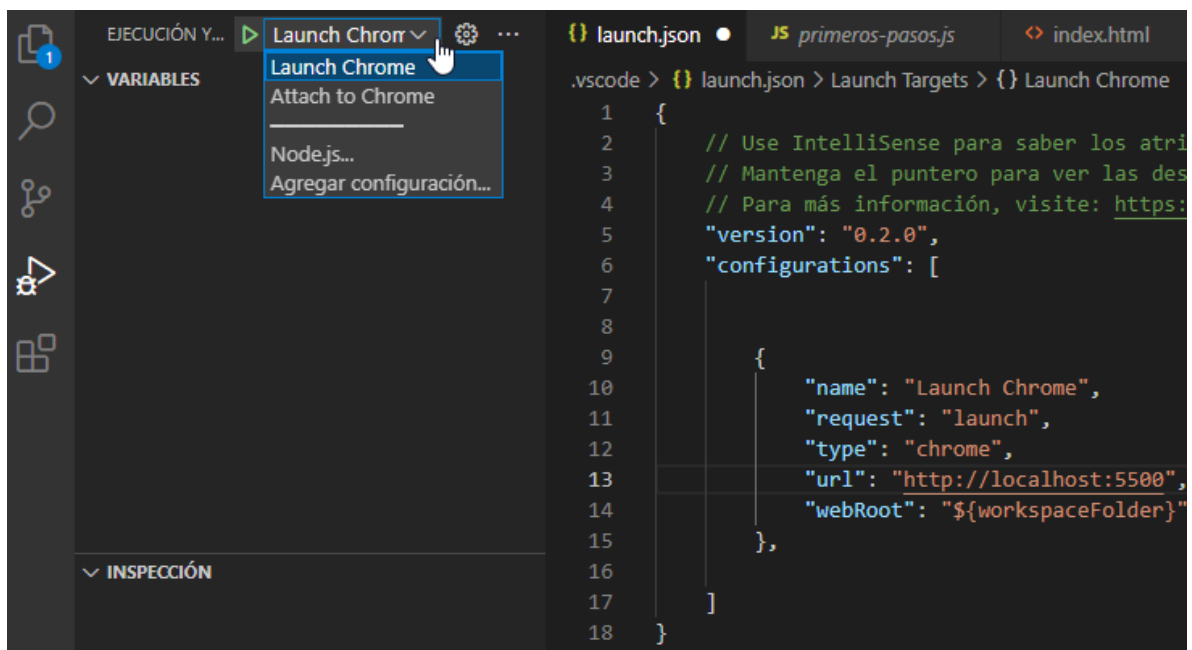 1
EJECUCIÓN Y... Launch Chrom
VARIABLES
Launch Chrome
Attach to Chrome
Node.js...
Agregar configuración...
INSPECCIÓN
{} launch.json ● JS primeros-pasos.js <> index.html
.vscode > {} launch.json > Launch Targets > {} Launch Chrome
1 {
2 // Use IntelliSense para saber los atri
3 // Mantenga el puntero para ver las des
4 // Para más información, visite: https:
5 "version": "0.2.0",
6 "configurations": [
7
8
9 {
10 "name": "Launch Chrome",
11 "request": "launch",
12 "type": "chrome",
13 "url": "http://localhost:5500",
14 "webRoot": "${workspaceFolder}"
15 },
16
17 ]
18 }